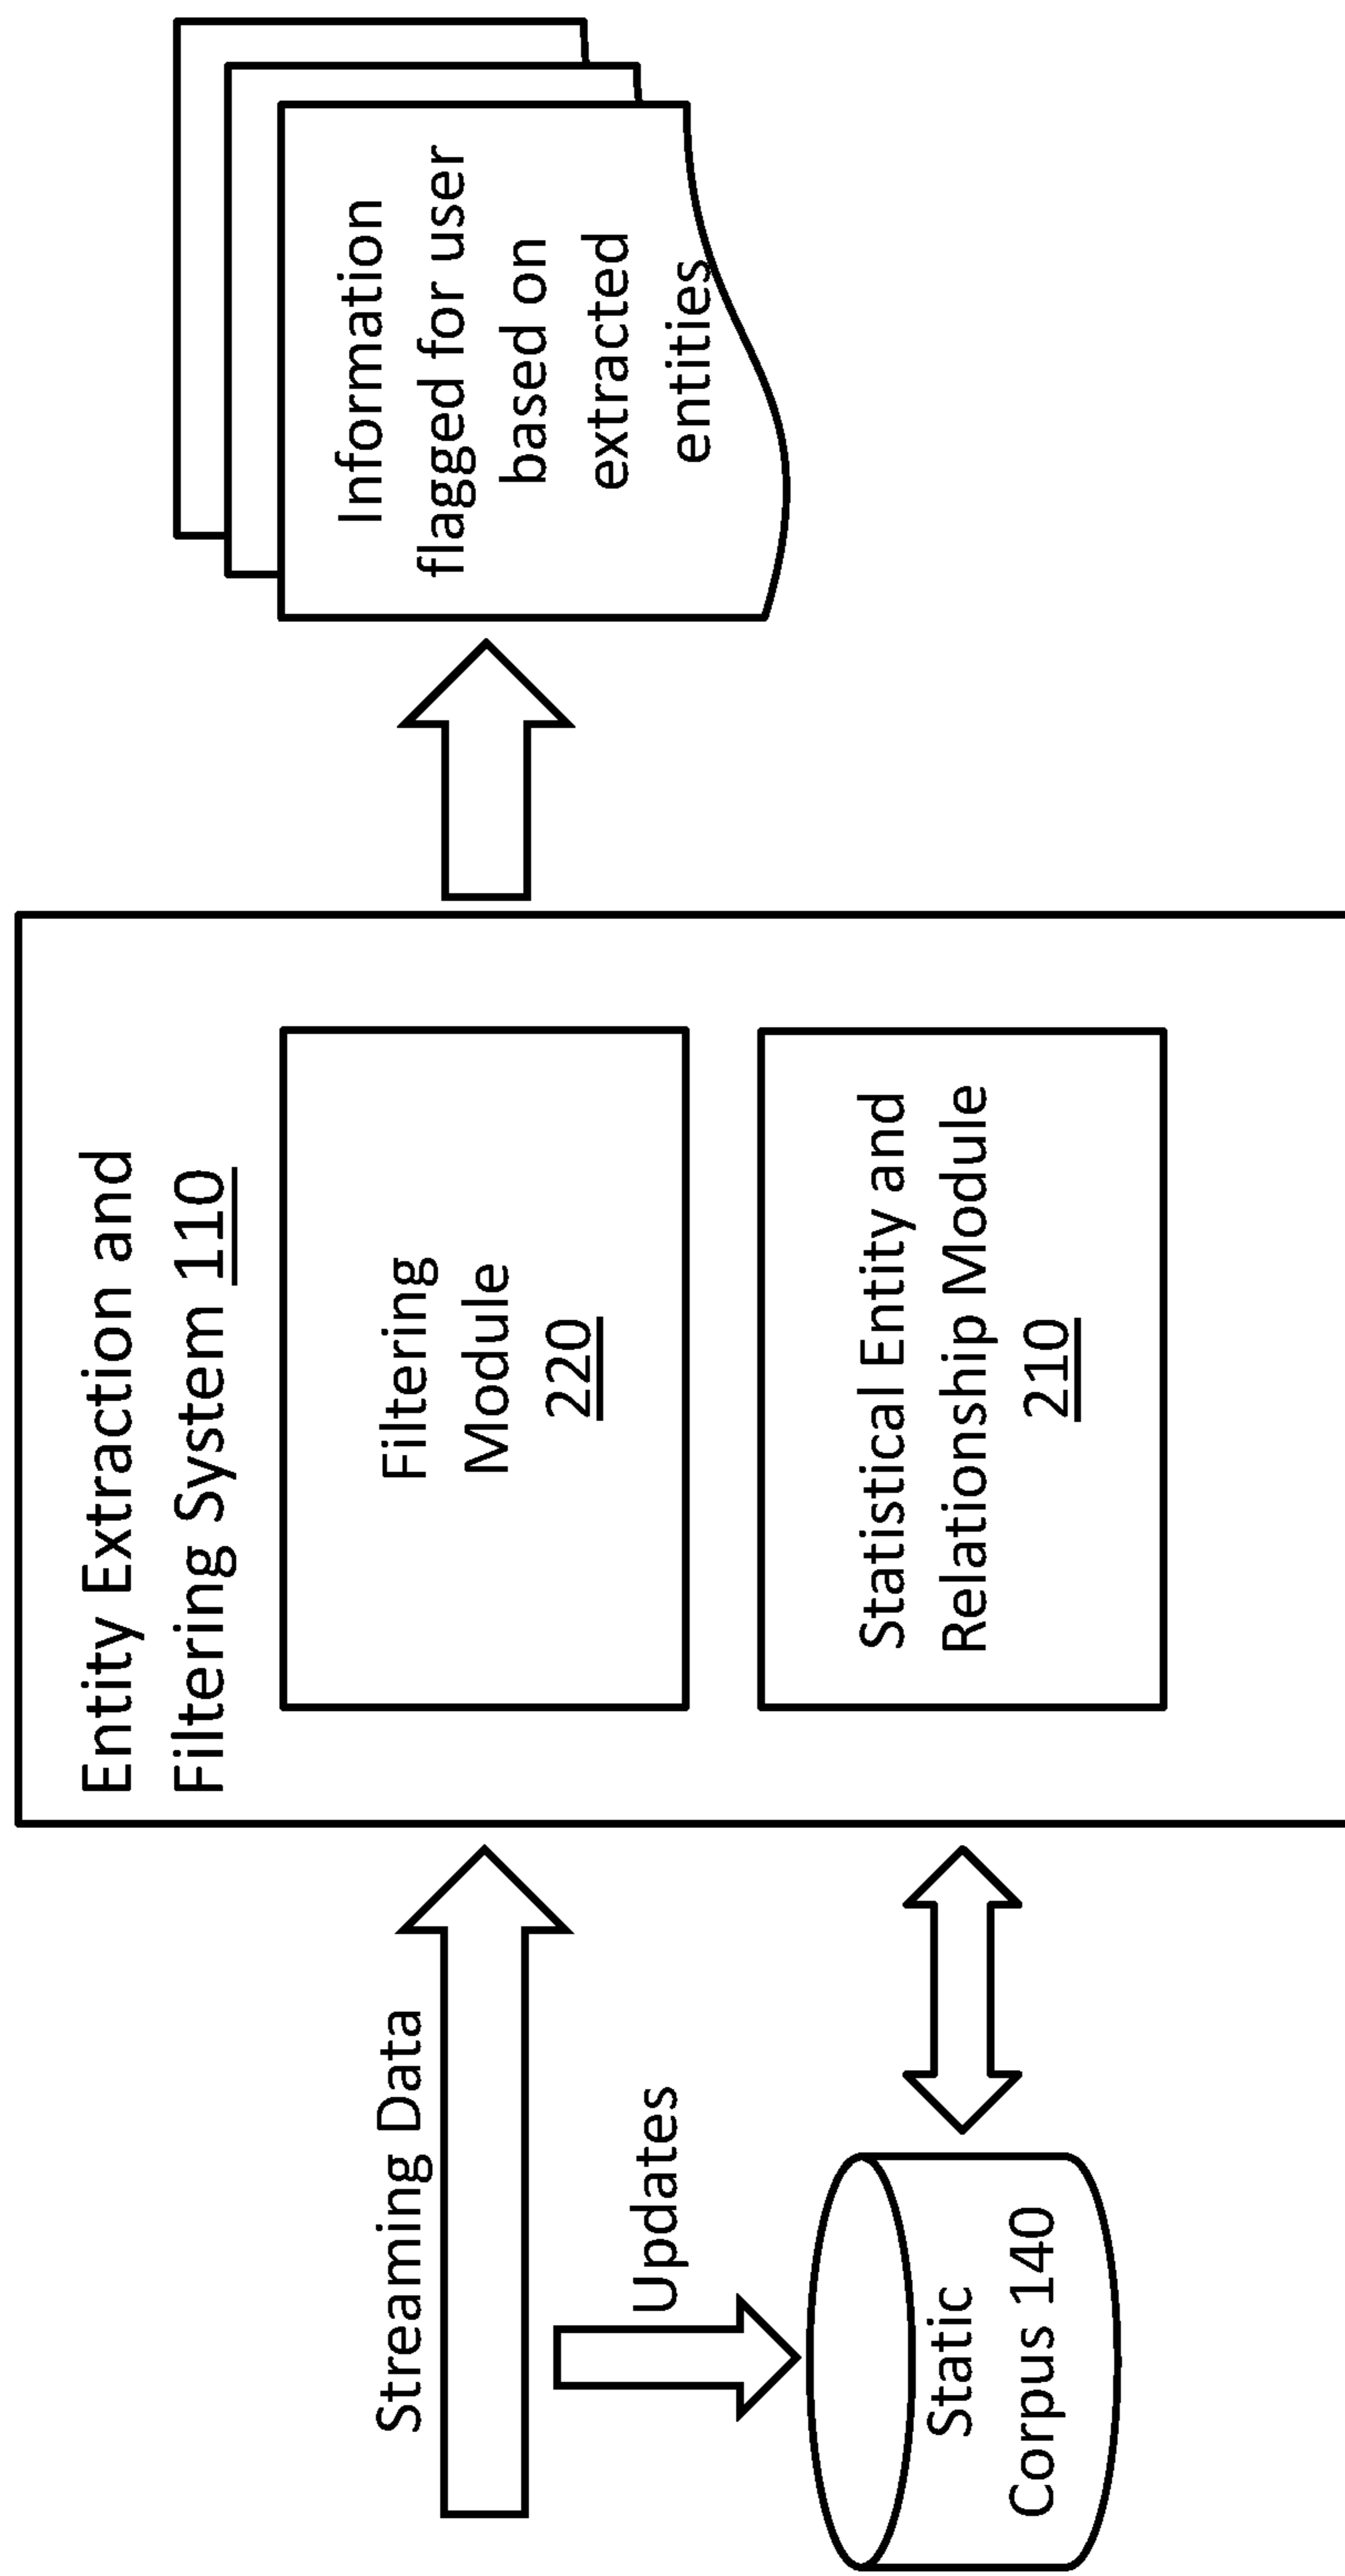 Streaming Data
Updates
Static
Corpus 140
Entity Extraction and
Filtering System 110
Filtering
Module
220
Statistical Entity and
Relationship Module
210
Information
flagged for user
based on
extracted
entities